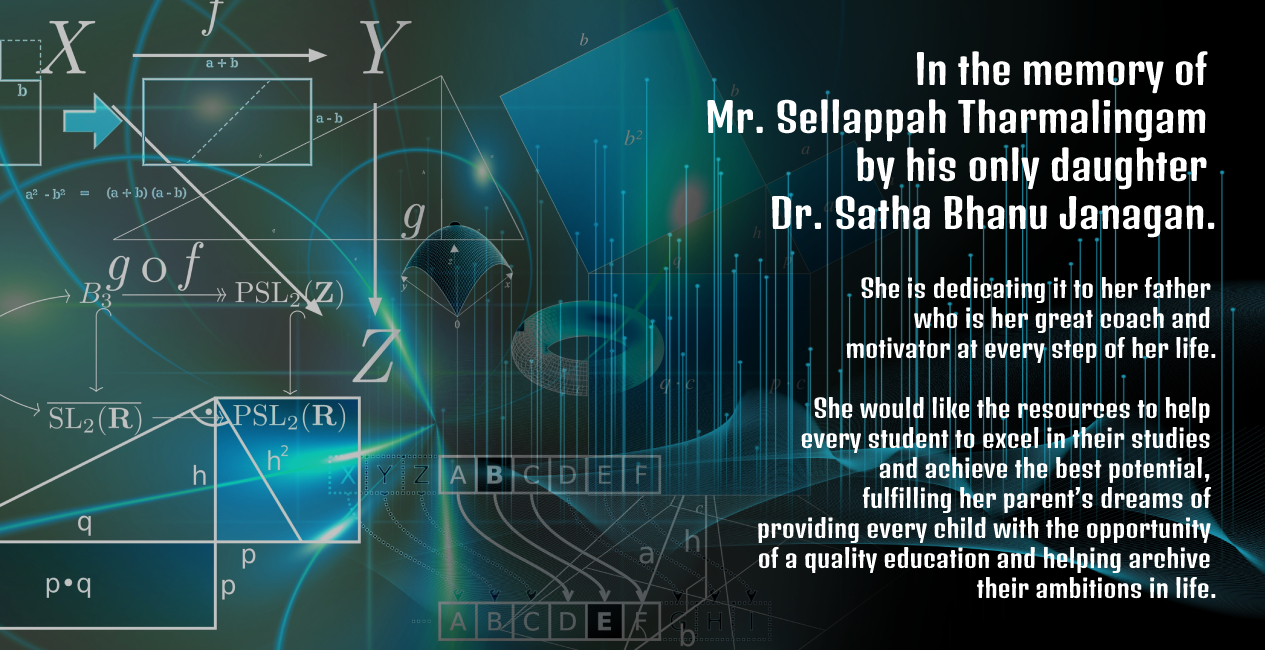 In the memory of
Mr. Sellappah Tharmalingam
by his only daughter
Dr. Satha Bhanu Janagan.
She is dedicating it to her father
who is her great coach and
motivator at every step of her life.
She would like the resources to help
every student to excel in their studies
and achieve the best potential,
fulfilling her parent's dreams of
providing every child with the opportunity
of a quality education and helping archive
their ambitions in life.
X f Y
a + b
b
a - b
a² - b² = (a + b) (a - b)
g
g o f
B₃ PSL₂(Z)
Z
SL₂(R) PSL₂(R)
b
b
b²
a
h
q
p
z
y x
0
q · c p · c
h h²
q
p
p•q p
X Y Z A B C D E F
c
a h
A B C D E F G H I
b